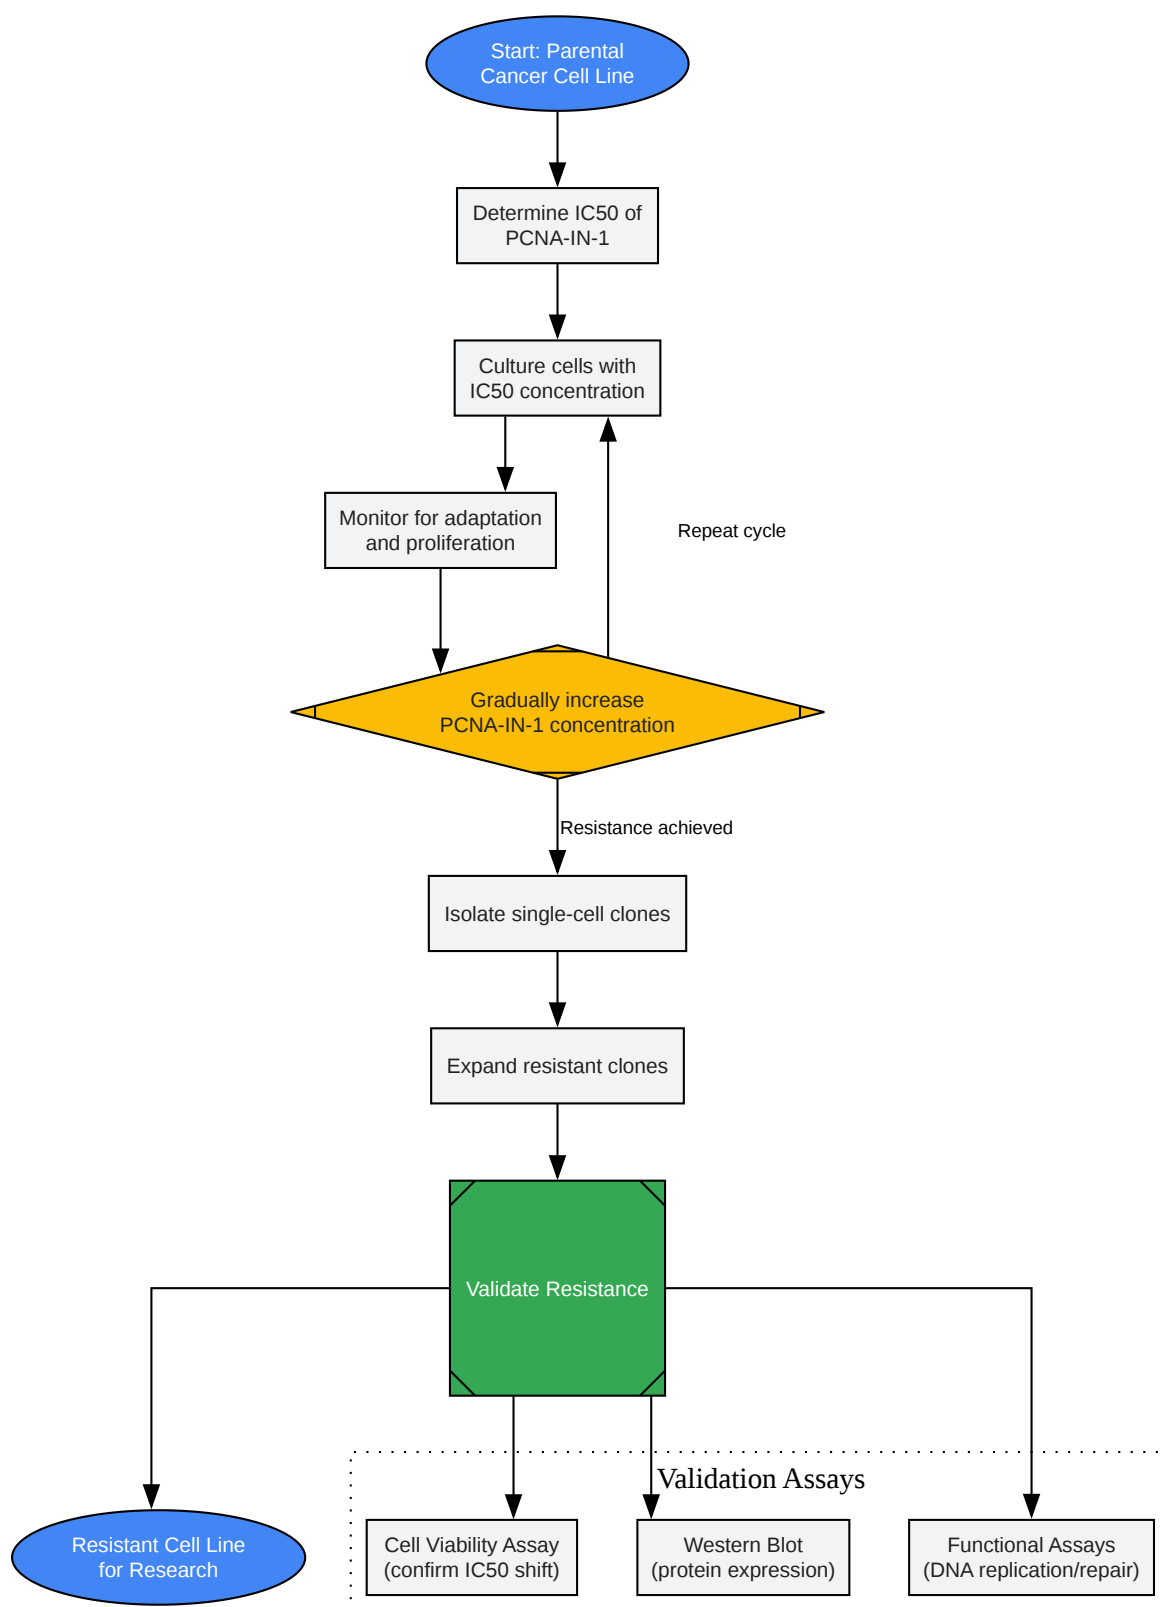 Start: Parental
Cancer Cell Line
Determine IC50 of
PCNA-IN-1
Culture cells with
IC50 concentration
Monitor for adaptation
and proliferation
Repeat cycle
Gradually increase
PCNA-IN-1 concentration
Resistance achieved
Isolate single-cell clones
Expand resistant clones
Validate Resistance
Validation Assays
Resistant Cell Line
for Research
Cell Viability Assay
(confirm IC50 shift)
Western Blot
(protein expression)
Functional Assays
(DNA replication/repair)